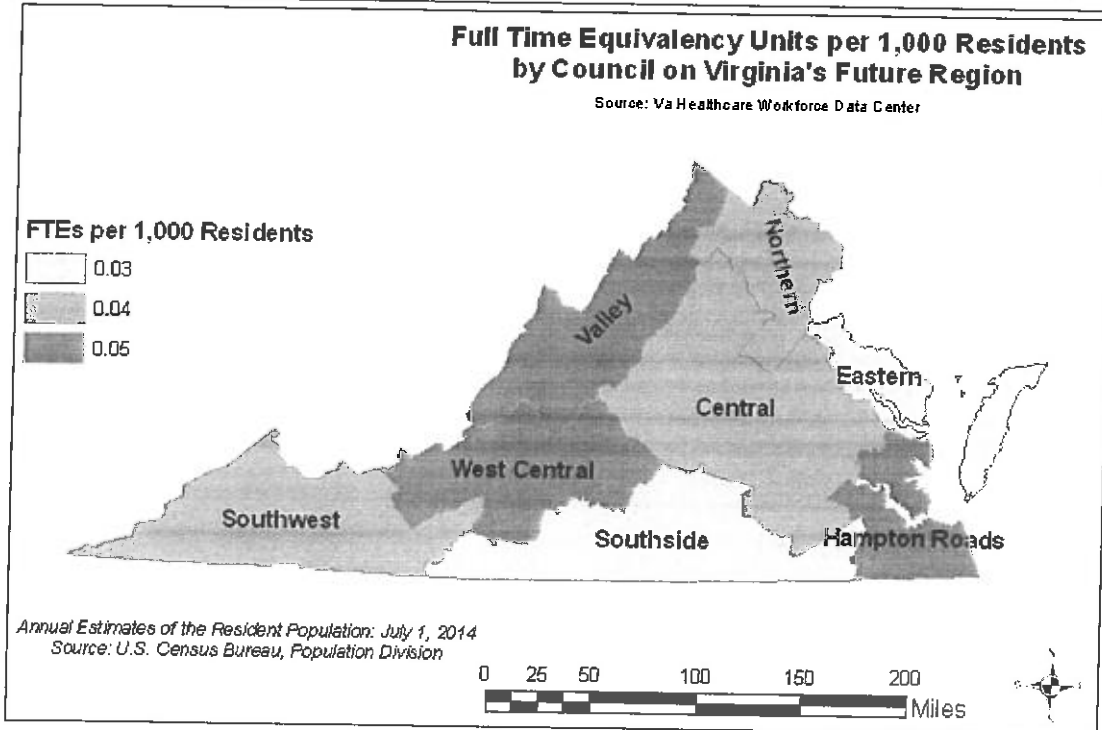 Full Time Equivalency Units per 1,000 Residents
by Council on Virginia's Future Region
Source: Va Healthcare Workforce Data Center
FTEs per 1,000 Residents
0.03
0.04
0.05
Northern
Valley
Eastern
Central
West Central
Southwest
Southside
Hampton Roads
Annual Estimates of the Resident Population: July 1, 2014
Source: U.S. Census Bureau, Population Division
0 25 50 100 150 200
Miles